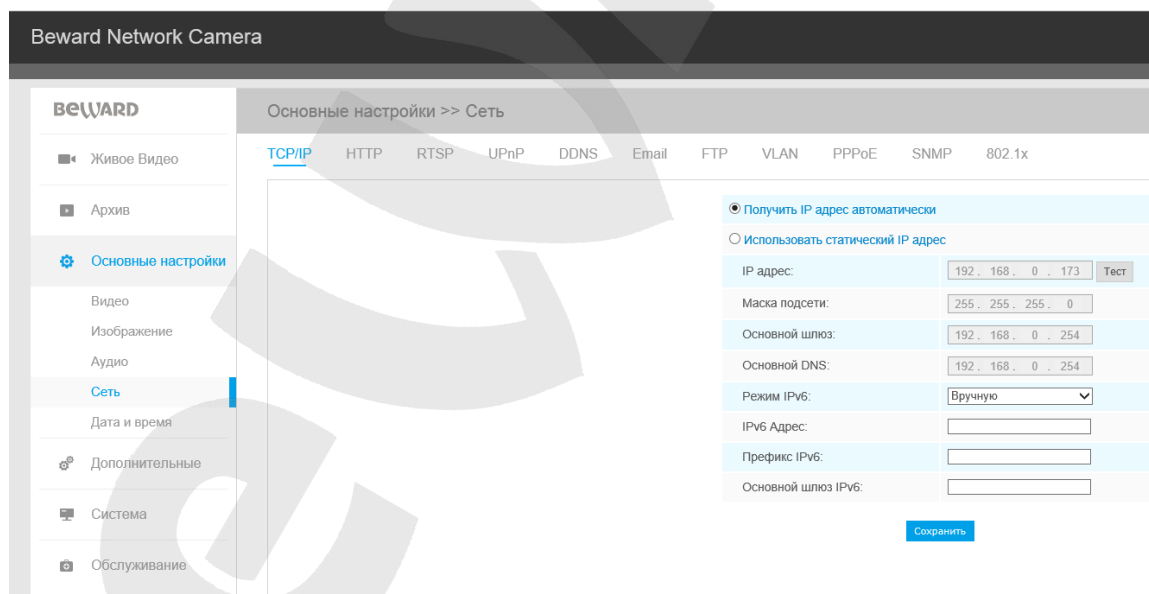 Beward Network Camera
BEWARD
Основные настройки >> Сеть
Живое Видео
Архив
Основные настройки
Видео
Изображение
Аудио
Сеть
Дата и время
Дополнительные
Система
Обслуживание
TCP/IP HTTP RTSP UPnP DDNS Email FTP VLAN PPPoE SNMP 802.1x
Получить IP адрес автоматически
Использовать статический IP адрес
IP адрес: 192. 168. 0 . 173 Тест
Маска подсети: 255. 255. 255. 0
Основной шлюз: 192. 168. 0 . 254
Основной DNS: 192. 168. 0 . 254
Режим IPv6: Вручную
IPv6 Адрес:
Префикс IPv6:
Основной шлюз IPv6:
Сохранить